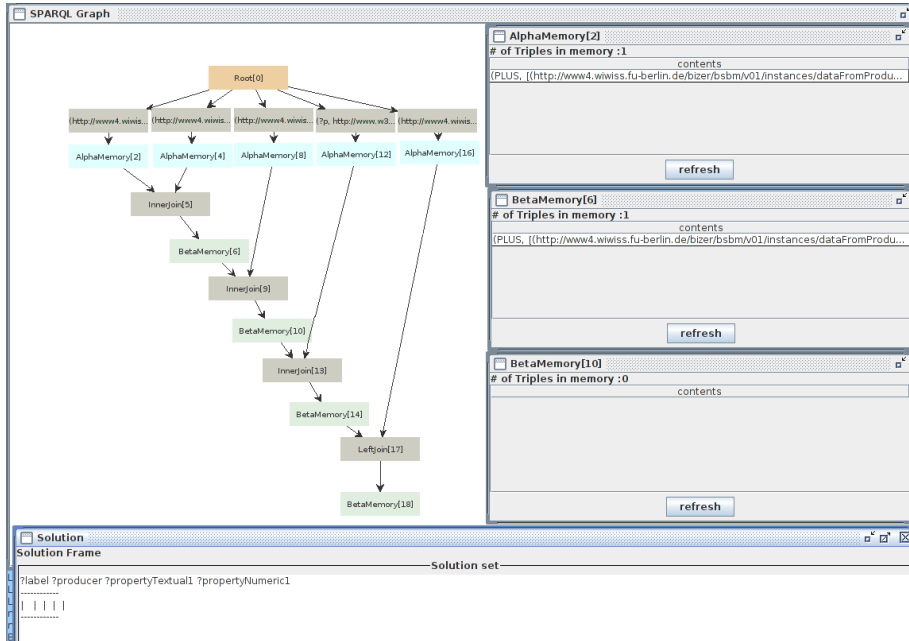 SPARQL Graph
Root[0]
(http://www4.wiwis... (http://www4.wiwis... (http://www4.wiwis... (?p, http://www.w3... (http://www4.wiwis...
AlphaMemory[2] AlphaMemory[4] AlphaMemory[8] AlphaMemory[12] AlphaMemory[16]
InnerJoin[5]
BetaMemory[6]
InnerJoin[9]
BetaMemory[10]
InnerJoin[13]
BetaMemory[14]
LeftJoin[17]
BetaMemory[18]
AlphaMemory[2]
# of Triples in memory :1
contents
(PLUS, [(http://www4.wiwiss.fu-berlin.de/bizer/bsbm/v01/instances/dataFromProdu...
refresh
BetaMemory[6]
# of Triples in memory :1
contents
(PLUS, [(http://www4.wiwiss.fu-berlin.de/bizer/bsbm/v01/instances/dataFromProdu...
refresh
BetaMemory[10]
# of Triples in memory :0
contents
refresh
Solution
Solution Frame
Solution set
?label ?producer ?propertyTextual1 ?propertyNumeric1
------------
| | | | |
------------